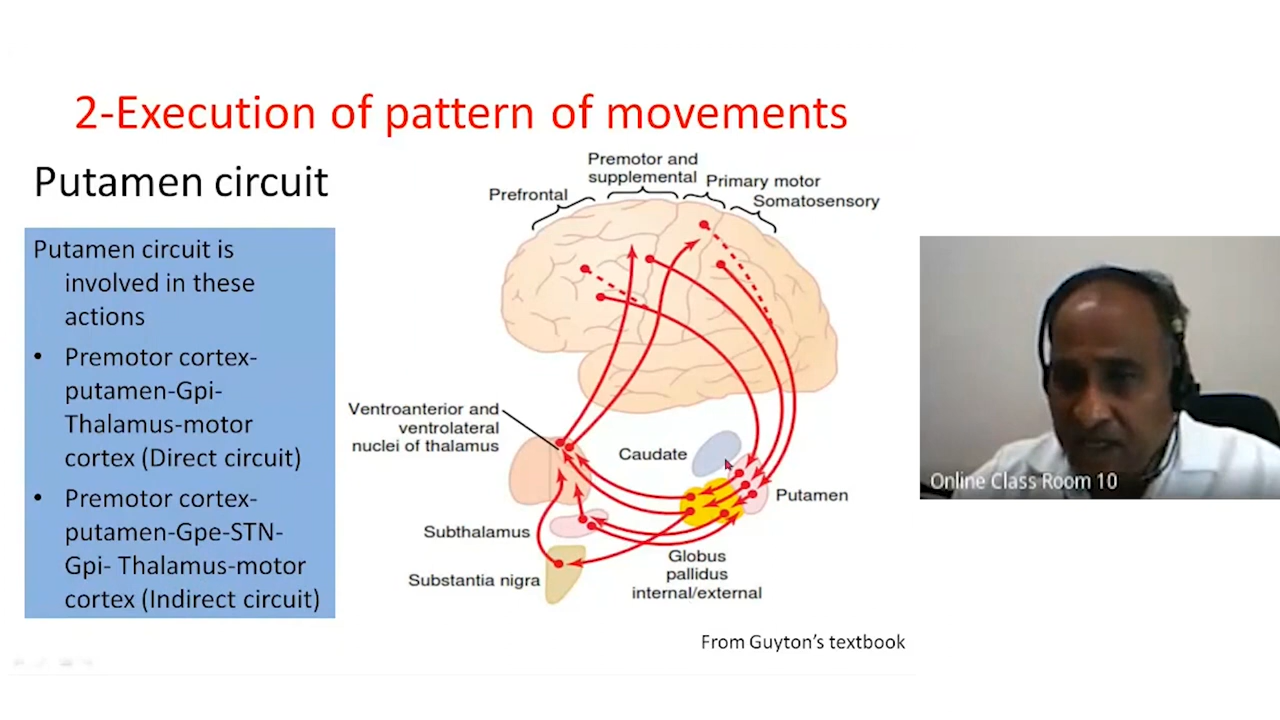 2-Execution of pattern of movements
Putamen circuit
Putamen circuit is
involved in these
actions
• Premotor cortex-
putamen-Gpi-
Thalamus-motor
cortex (Direct circuit)
• Premotor cortex-
putamen-Gpe-STN-
Gpi- Thalamus-motor
cortex (Indirect circuit)
Prefrontal
Premotor and
supplemental
Primary motor
Somatosensory
Ventroanterior and
ventrolateral
nuclei of thalamus
Caudate
Putamen
Subthalamus
Substantia nigra
Globus
pallidus
internal/external
From Guyton's textbook
Online Class Room 10